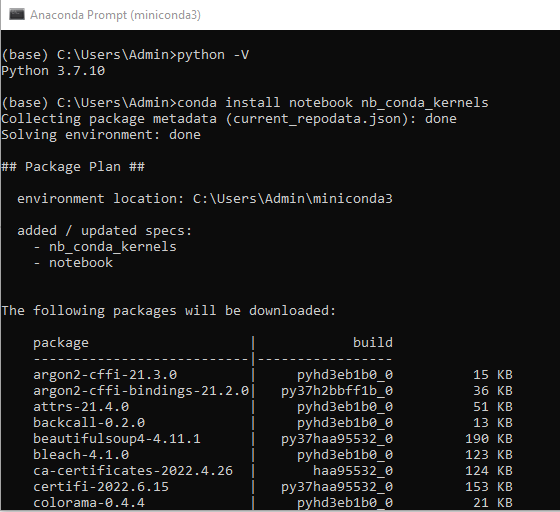 Anaconda Prompt (miniconda3)
(base) C:\Users\Admin>python -V
Python 3.7.10
(base) C:\Users\Admin>conda install notebook nb_conda_kernels
Collecting package metadata (current_repodata.json): done
Solving environment: done
## Package Plan ##
environment location: C:\Users\Admin\miniconda3
added / updated specs:
- nb_conda_kernels
- notebook
The following packages will be downloaded:
package | build
---------------------------|-----------------
argon2-cffi-21.3.0 | pyhd3eb1b0_0 15 KB
argon2-cffi-bindings-21.2.0| py37h2bbff1b_0 36 KB
attrs-21.4.0 | pyhd3eb1b0_0 51 KB
backcall-0.2.0 | pyhd3eb1b0_0 13 KB
beautifulsoup4-4.11.1 | py37haa95532_0 190 KB
bleach-4.1.0 | pyhd3eb1b0_0 123 KB
ca-certificates-2022.4.26 | haa95532_0 124 KB
certifi-2022.6.15 | py37haa95532_0 153 KB
colorama-0.4.4 | pyhd3eb1b0_0 21 KB